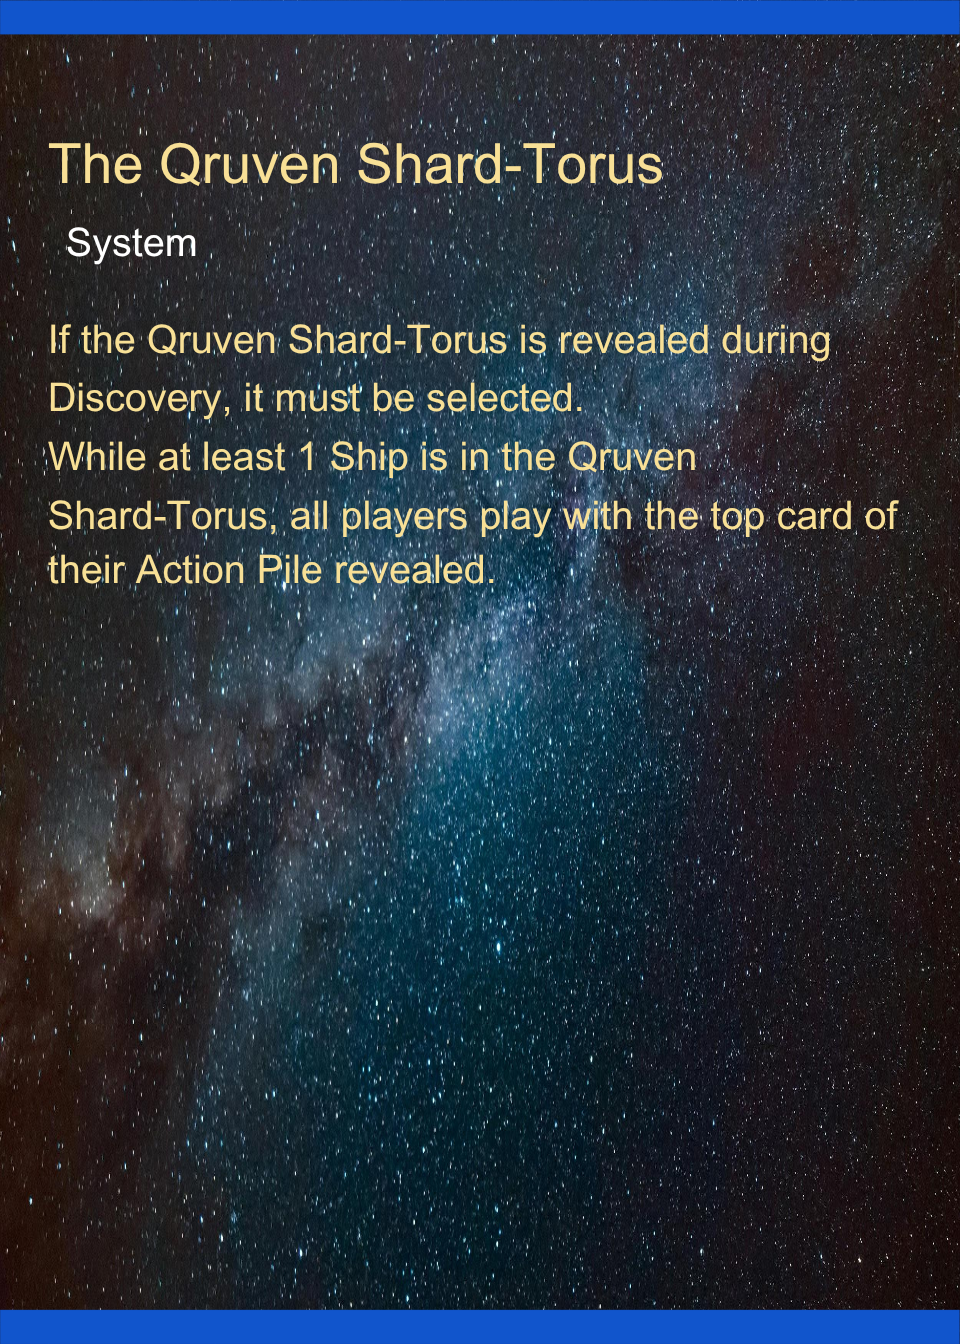 The Qruven Shard-Torus
System
If the Qruven Shard-Torus is revealed during
Discovery, it must be selected.
While at least 1 Ship is in the Qruven
Shard-Torus, all players play with the top card of
their Action Pile revealed.